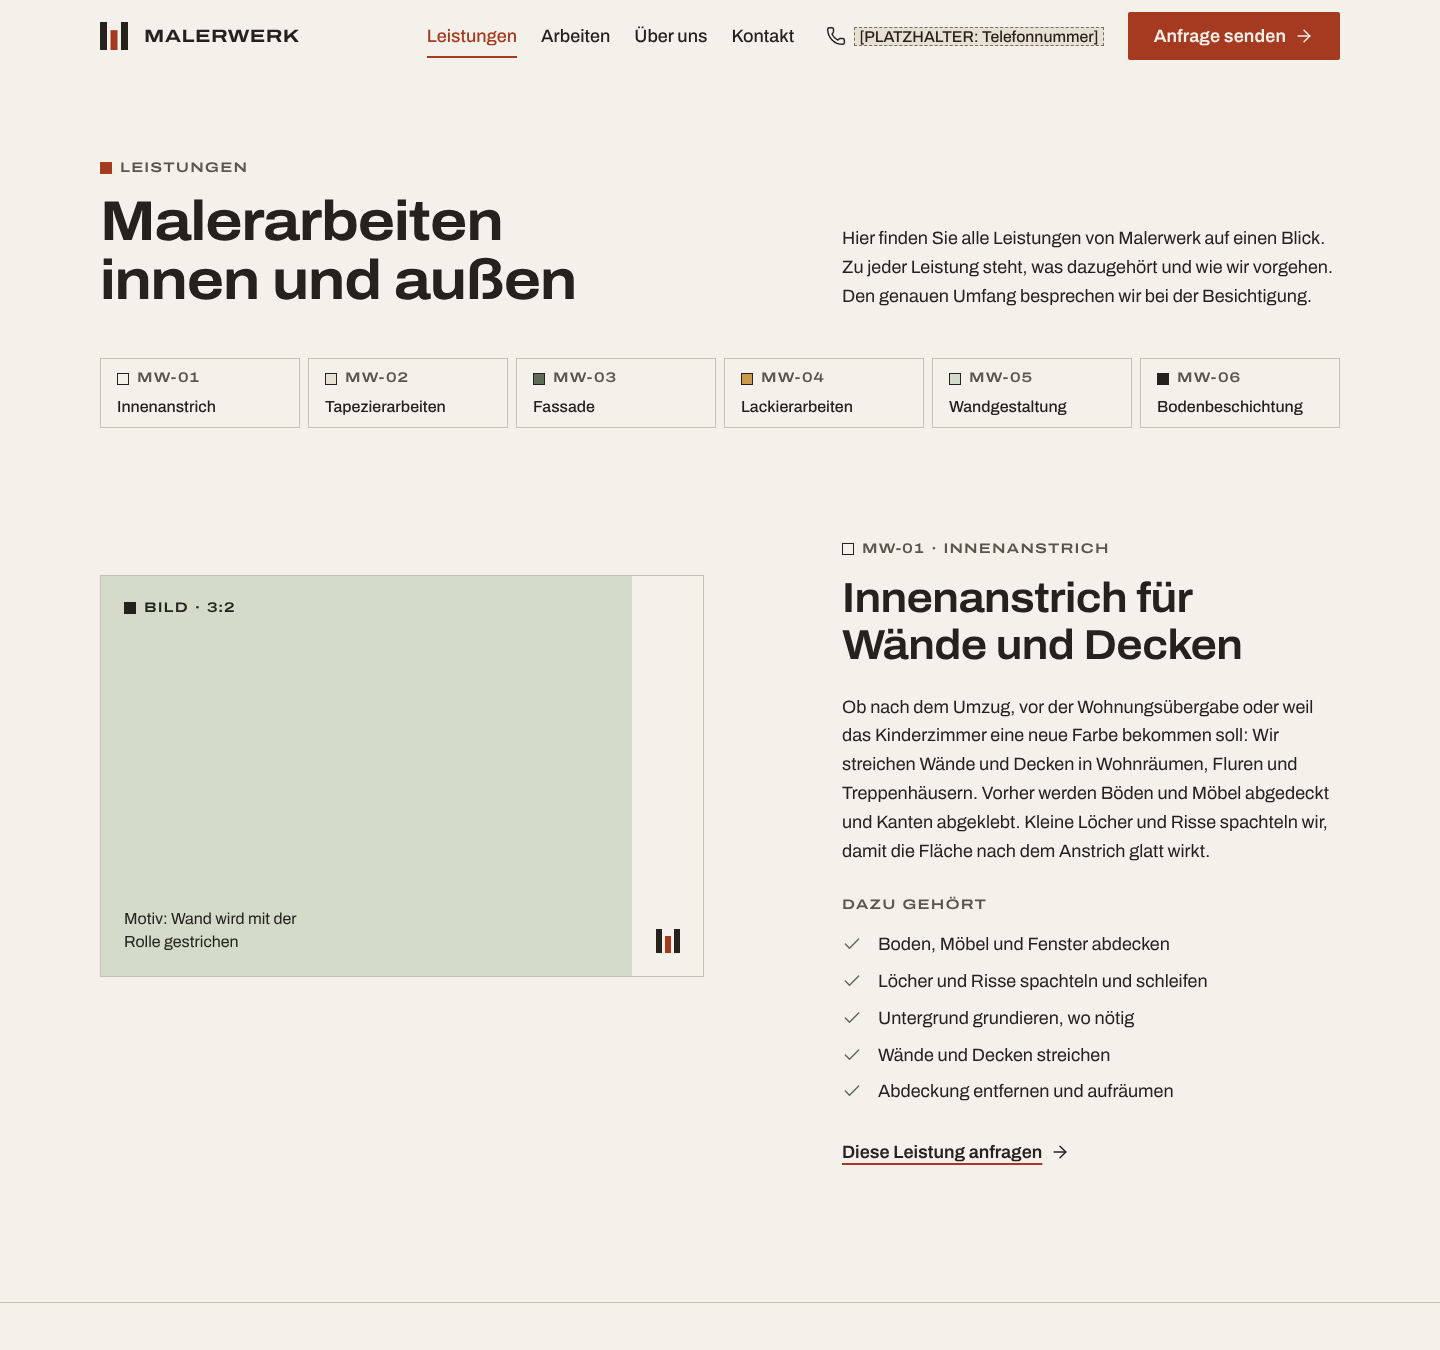 MALERWERK
Leistungen Arbeiten Über uns Kontakt [PLATZHALTER: Telefonnummer] Anfrage senden
LEISTUNGEN
Malerarbeiten
innen und außen
Hier finden Sie alle Leistungen von Malerwerk auf einen Blick.
Zu jeder Leistung steht, was dazugehört und wie wir vorgehen.
Den genauen Umfang besprechen wir bei der Besichtigung.
MW-01
Innenanstrich
MW-02
Tapezierarbeiten
MW-03
Fassade
MW-04
Lackierarbeiten
MW-05
Wandgestaltung
MW-06
Bodenbeschichtung
BILD · 3:2
Motiv: Wand wird mit der
Rolle gestrichen
MW-01 · INNENANSTRICH
Innenanstrich für
Wände und Decken
Ob nach dem Umzug, vor der Wohnungsübergabe oder weil
das Kinderzimmer eine neue Farbe bekommen soll: Wir
streichen Wände und Decken in Wohnräumen, Fluren und
Treppenhäusern. Vorher werden Böden und Möbel abgedeckt
und Kanten abgeklebt. Kleine Löcher und Risse spachteln wir,
damit die Fläche nach dem Anstrich glatt wirkt.
DAZU GEHÖRT
Boden, Möbel und Fenster abdecken
Löcher und Risse spachteln und schleifen
Untergrund grundieren, wo nötig
Wände und Decken streichen
Abdeckung entfernen und aufräumen
Diese Leistung anfragen